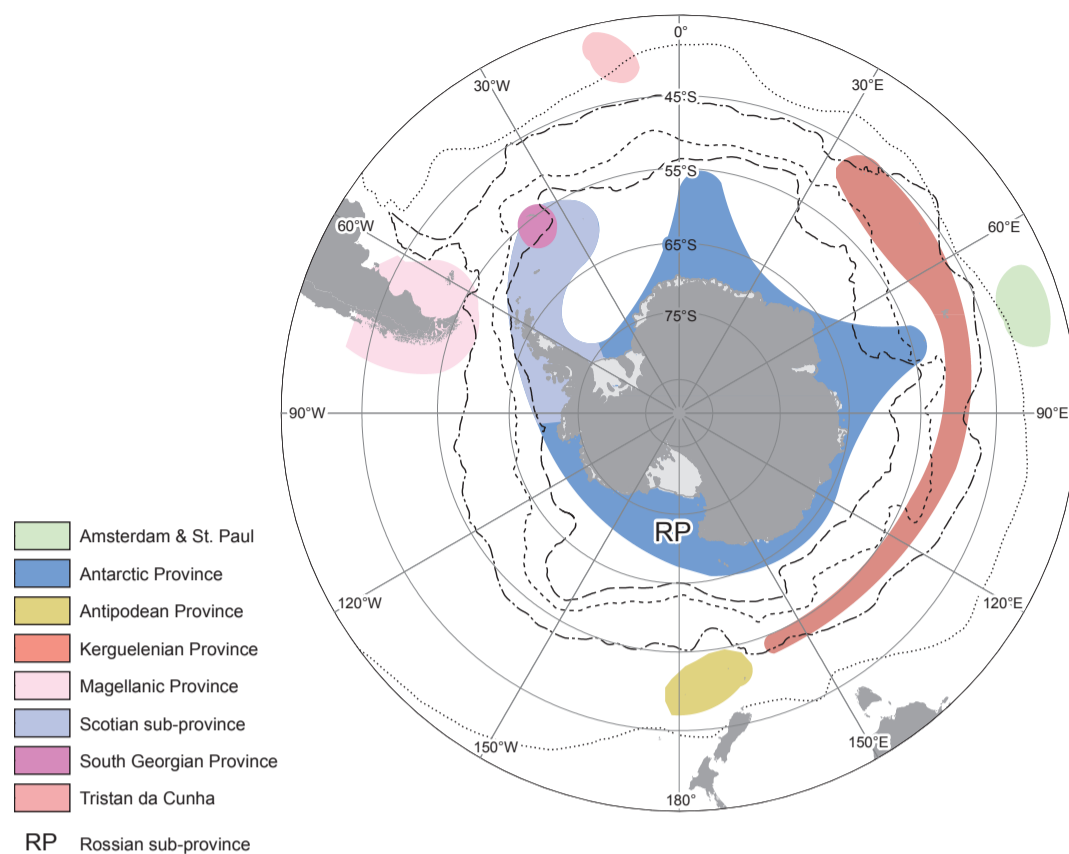 0°
30°W
30°E
45°S
55°S
60°W
60°E
65°S
75°S
90°W
90°E
RP
120°W
120°E
150°W
150°E
180°
Amsterdam & St. Paul
Antarctic Province
Antipodean Province
Kerguelenian Province
Magellanic Province
Scotian sub-province
South Georgian Province
Tristan da Cunha
RP Rossian sub-province